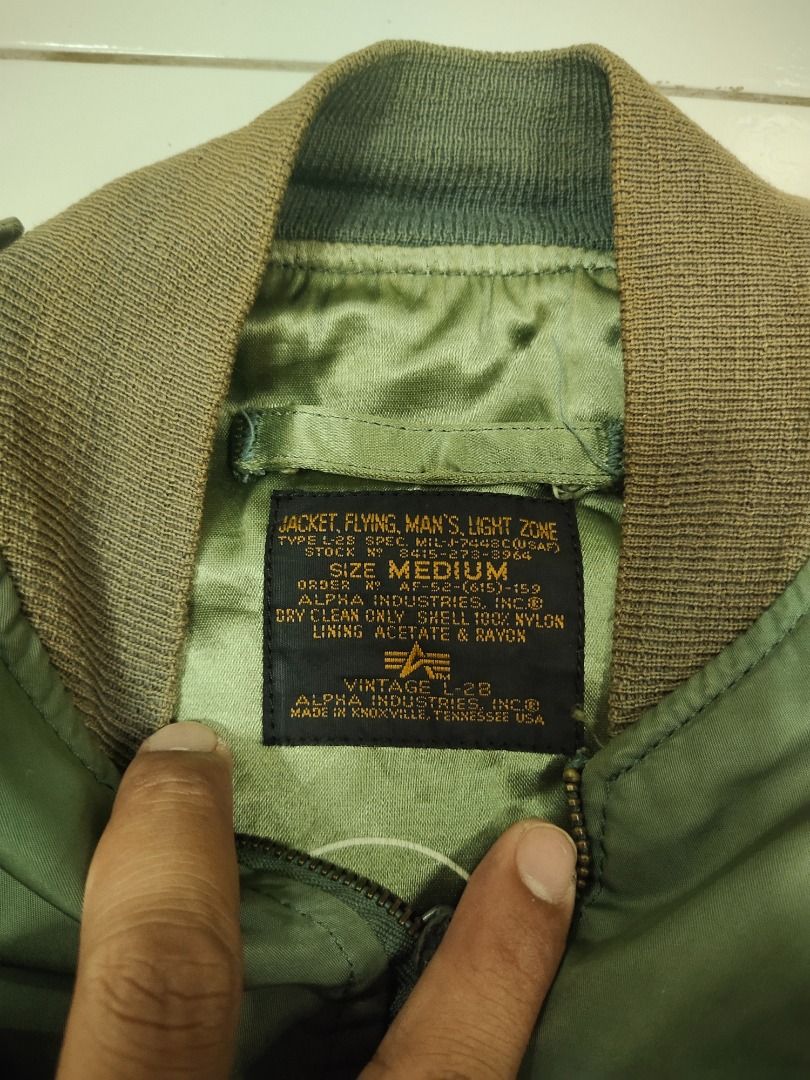 JACKET, FLYING, MAN'S, LIGHT ZONE
TYPE L-2B SPEC. MIL-J-7448C(USAF)
STOCK Nº 8415-273-3964
SIZE MEDIUM
ORDER Nº AF-52-(615)-159
ALPHA INDUSTRIES, INC.®
DRY CLEAN ONLY SHELL 100% NYLON
LINING ACETATE & RAYON
TM
VINTAGE L-2B
ALPHA INDUSTRIES, INC.®
MADE IN KNOXVILLE, TENNESSEE USA